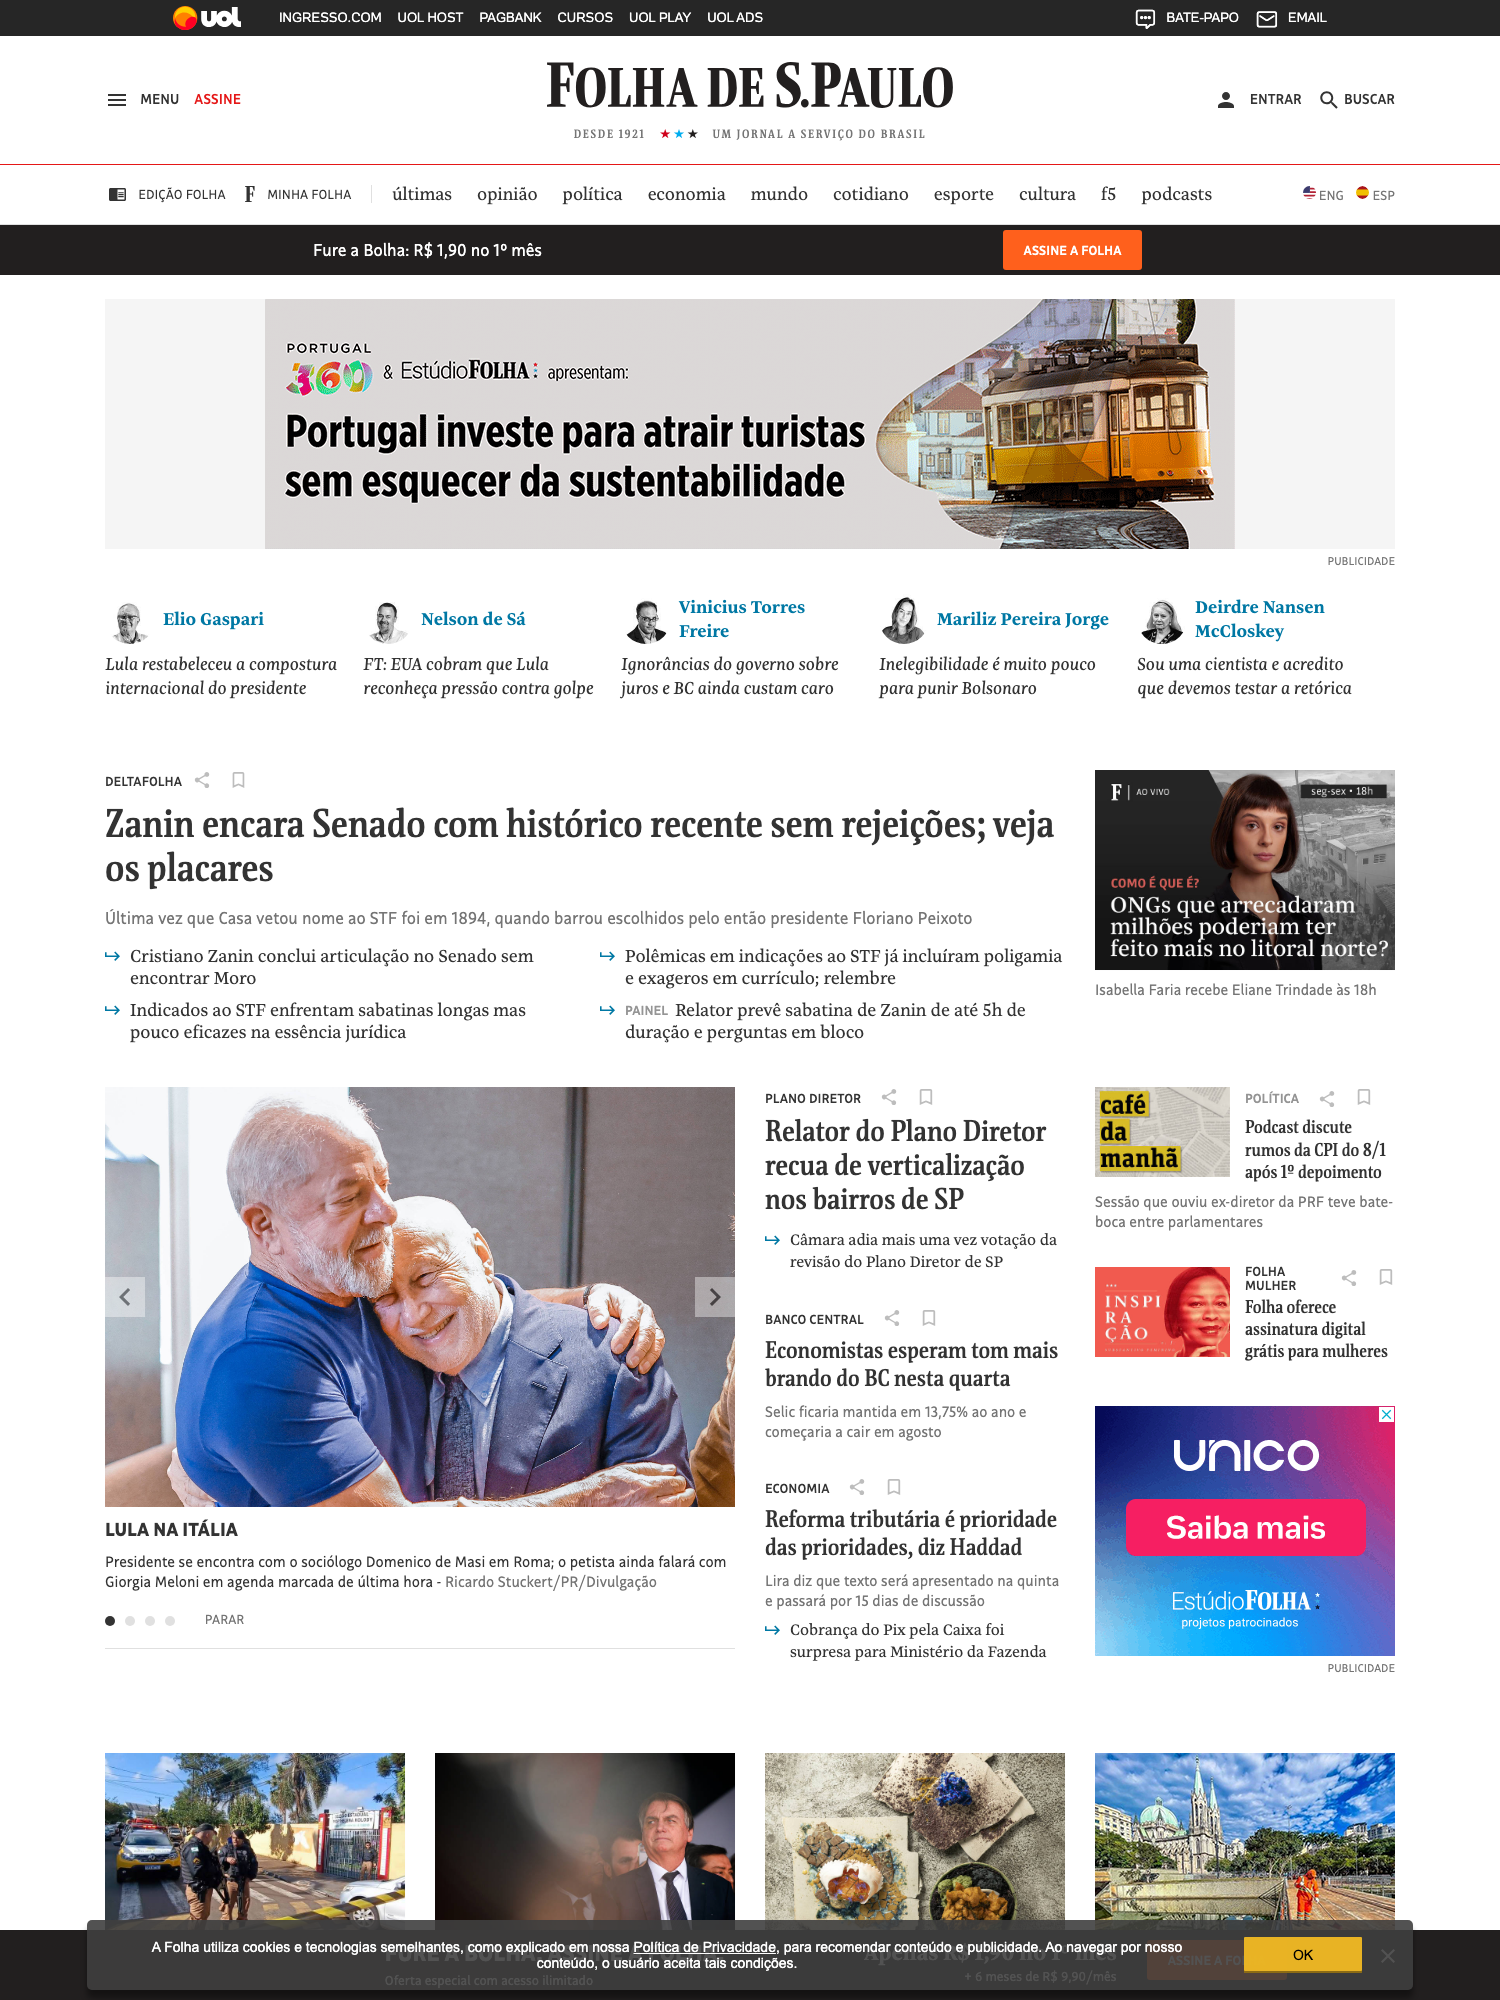 uol INGRESSO.COM UOL HOST PAGBANK CURSOS UOL PLAY UOL ADS BATE-PAPO EMAIL
MENU ASSINE
FOLHA DE S.PAULO
ENTRAR BUSCAR
DESDE 1921 ★★★ UM JORNAL A SERVIÇO DO BRASIL
EDIÇÃO FOLHA F MINHA FOLHA últimas opinião política economia mundo cotidiano esporte cultura f5 podcasts ENG ESP
Fure a Bolha: R$ 1,90 no 1º mês ASSINE A FOLHA
PORTUGAL
360 & EstúdioFOLHA: apresentam:
Portugal investe para atrair turistas
sem esquecer da sustentabilidade
PUBLICIDADE
Elio Gaspari
Lula restabeleceu a compostura
internacional do presidente
Nelson de Sá
FT: EUA cobram que Lula
reconheça pressão contra golpe
Vinicius Torres
Freire
Ignorâncias do governo sobre
juros e BC ainda custam caro
Mariliz Pereira Jorge
Inelegibilidade é muito pouco
para punir Bolsonaro
Deirdre Nansen
McCloskey
Sou uma cientista e acredito
que devemos testar a retórica
DELTAFOLHA
Zanin encara Senado com histórico recente sem rejeições; veja
os placares
Última vez que Casa vetou nome ao STF foi em 1894, quando barrou escolhidos pelo então presidente Floriano Peixoto
Cristiano Zanin conclui articulação no Senado sem
encontrar Moro
Polêmicas em indicações ao STF já incluíram poligamia
e exageros em currículo; relembre
Indicados ao STF enfrentam sabatinas longas mas
pouco eficazes na essência jurídica
PAINEL Relator prevê sabatina de Zanin de até 5h de
duração e perguntas em bloco
F | AO VIVO seg-sex • 18h
COMO É QUE É?
ONGs que arrecadaram
milhões poderiam ter
feito mais no litoral norte?
Isabella Faria recebe Eliane Trindade às 18h
LULA NA ITÁLIA
Presidente se encontra com o sociólogo Domenico de Masi em Roma; o petista ainda falará com
Giorgia Meloni em agenda marcada de última hora - Ricardo Stuckert/PR/Divulgação
PARAR
PLANO DIRETOR
Relator do Plano Diretor
recua de verticalização
nos bairros de SP
Câmara adia mais uma vez votação da
revisão do Plano Diretor de SP
BANCO CENTRAL
Economistas esperam tom mais
brando do BC nesta quarta
Selic ficaria mantida em 13,75% ao ano e
começaria a cair em agosto
ECONOMIA
Reforma tributária é prioridade
das prioridades, diz Haddad
Lira diz que texto será apresentado na quinta
e passará por 15 dias de discussão
Cobrança do Pix pela Caixa foi
surpresa para Ministério da Fazenda
café
da
manhã
POLÍTICA
Podcast discute
rumos da CPI do 8/1
após 1º depoimento
Sessão que ouviu ex-diretor da PRF teve bate-
boca entre parlamentares
INSPI
RA
ÇÃO
FOLHA
MULHER
Folha oferece
assinatura digital
grátis para mulheres
unico
Saiba mais
EstúdioFOLHA
projetos patrocinados
PUBLICIDADE
A Folha utiliza cookies e tecnologias semelhantes, como explicado em nossa Política de Privacidade, para recomendar conteúdo e publicidade. Ao navegar por nosso
conteúdo, o usuário aceita tais condições.
OK
Oferta especial com acesso ilimitado
+ 6 meses de R$ 9,90/mês